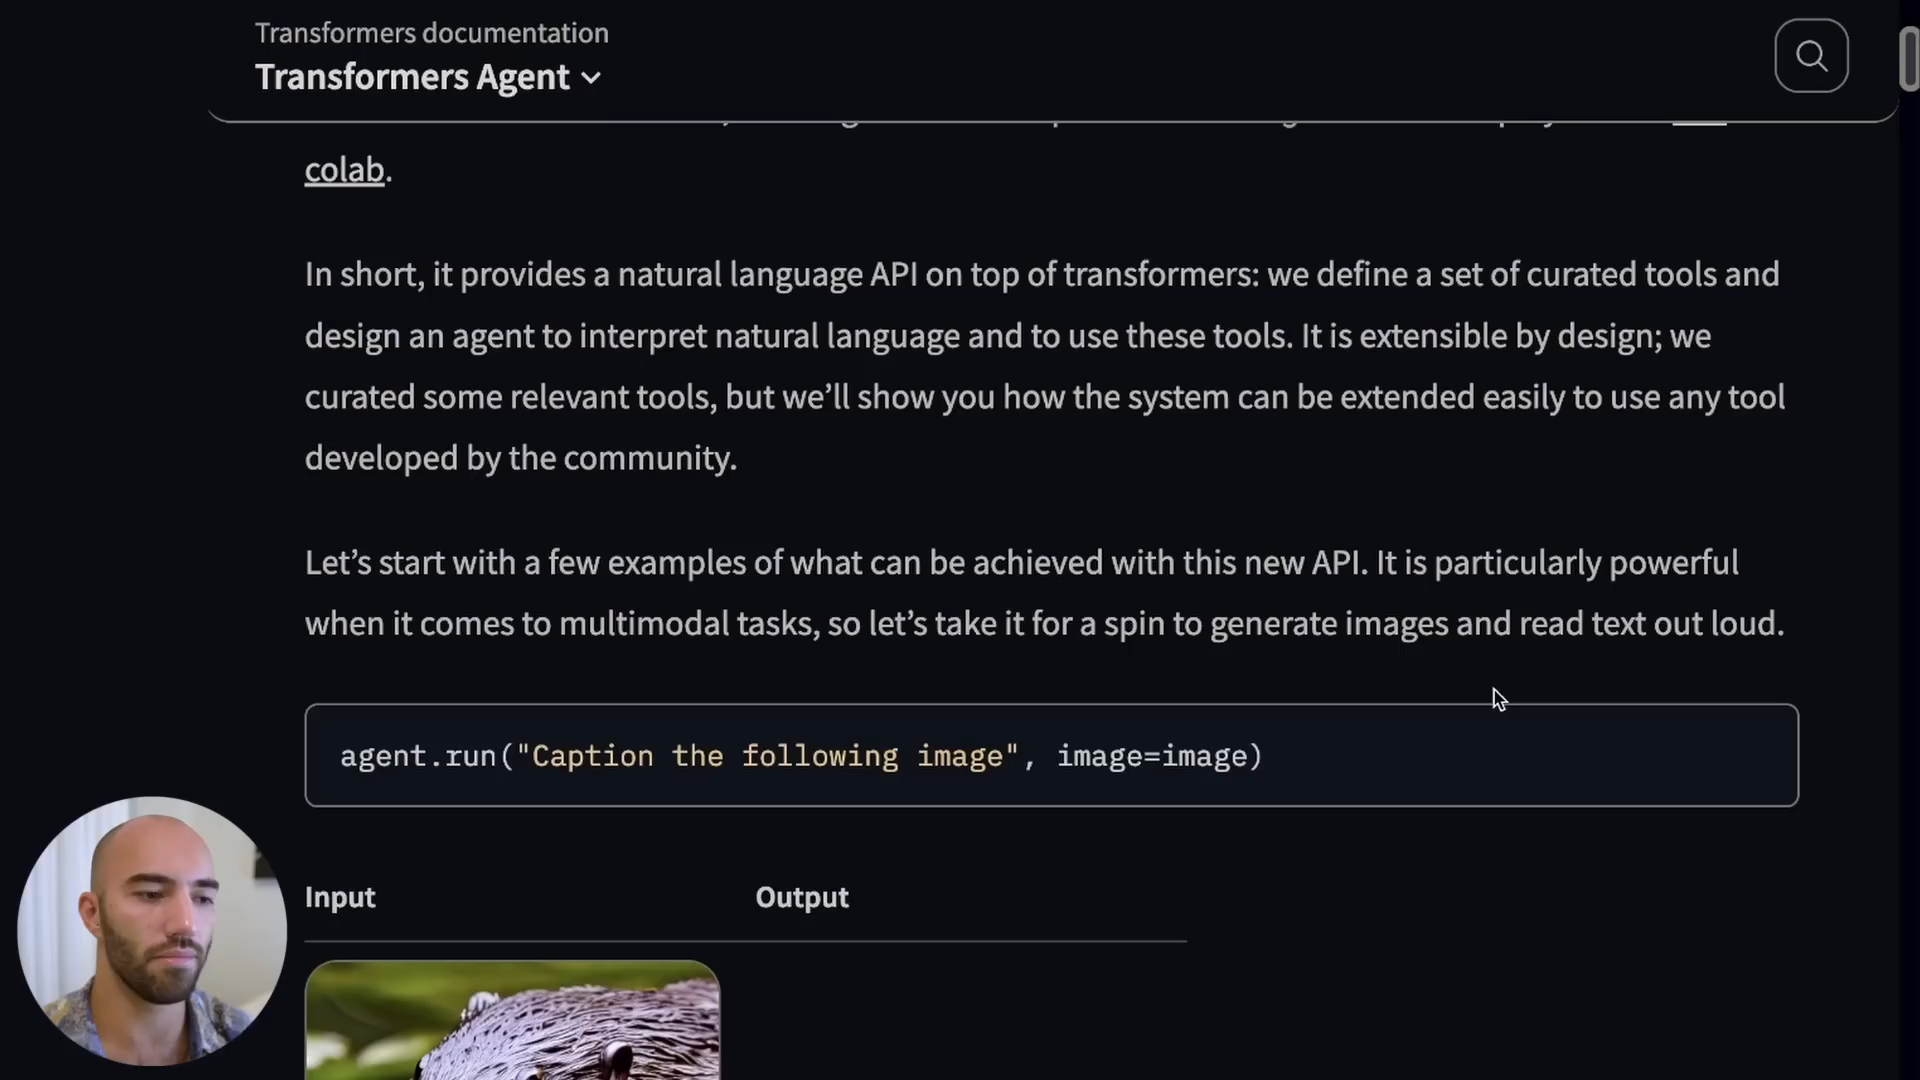 Transformers documentation
Transformers Agent
colab.
In short, it provides a natural language API on top of transformers: we define a set of curated tools and
design an agent to interpret natural language and to use these tools. It is extensible by design; we
curated some relevant tools, but we’ll show you how the system can be extended easily to use any tool
developed by the community.
Let’s start with a few examples of what can be achieved with this new API. It is particularly powerful
when it comes to multimodal tasks, so let’s take it for a spin to generate images and read text out loud.
agent.run("Caption the following image", image=image)
Input Output